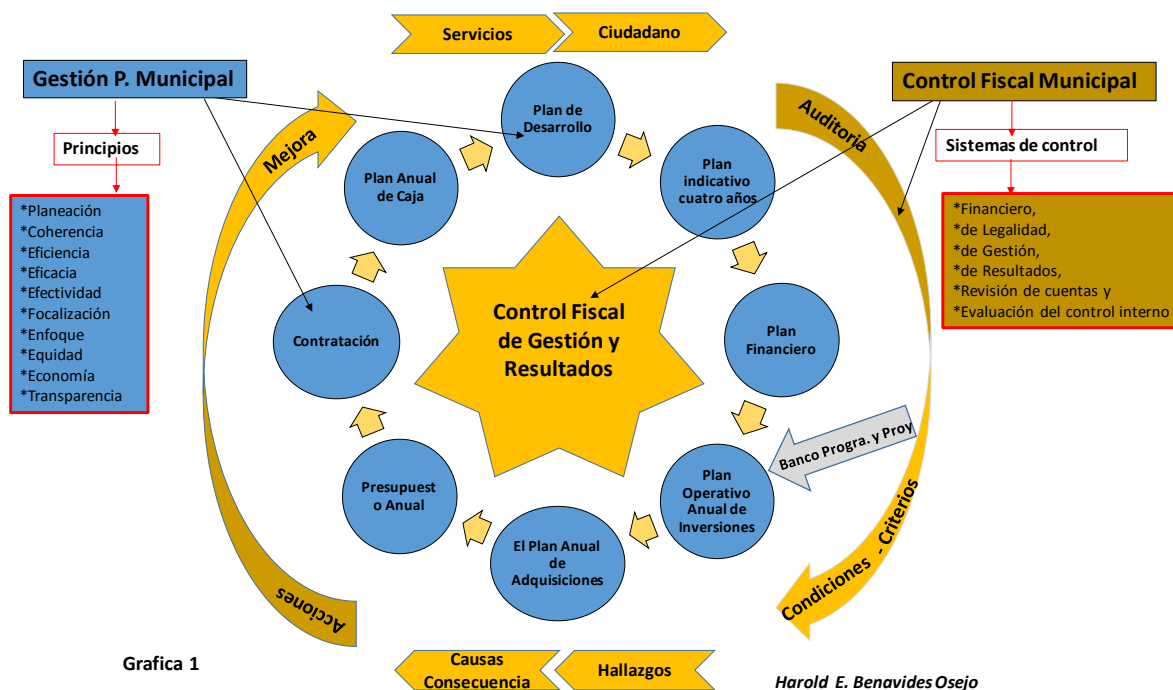 Servicios
Ciudadano
Gestión P. Municipal
Control Fiscal Municipal
Principios
Sistemas de control
*Planeación
*Coherencia
*Eficiencia
*Eficacia
*Efectividad
*Focalización
*Enfoque
*Equidad
*Economía
*Transparencia
*Financiero,
*de Legalidad,
*de Gestión,
*de Resultados,
*Revisión de cuentas y
*Evaluación del control interno
Mejora
Auditoria
Plan de
Desarrollo
Plan
indicativo
cuatro años
Plan
Financiero
Banco Progra. y Proy
Plan
Operativo
Anual de
Inversiones
El Plan Anual
de
Adquisiciones
Presupuest
o Anual
Contratación
Plan Anual
de Caja
Control Fiscal
de Gestión y
Resultados
Condiciones - Criterios
Acciones
Hallazgos
Causas
Consecuencia
Grafica 1
Harold E. Benavides Osejo